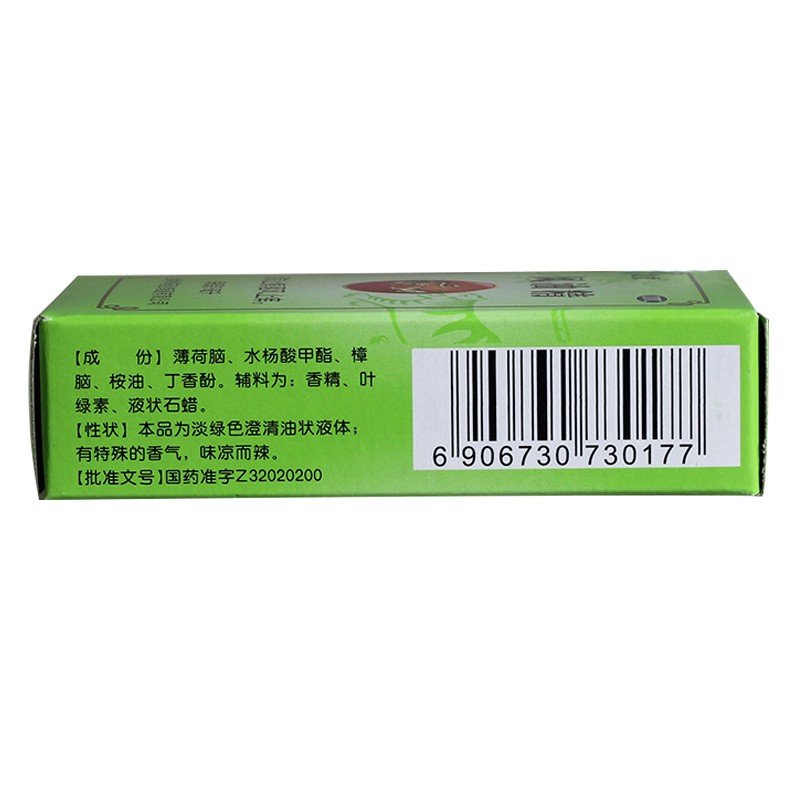 【成　份】薄荷脑、水杨酸甲酯、樟
脑、桉油、丁香酚。辅料为：香精、叶
绿素、液状石蜡。
【性状】本品为淡绿色澄清油状液体；
有特殊的香气，味凉而辣。
【批准文号】国药准字Z32020200
6 906730 730177